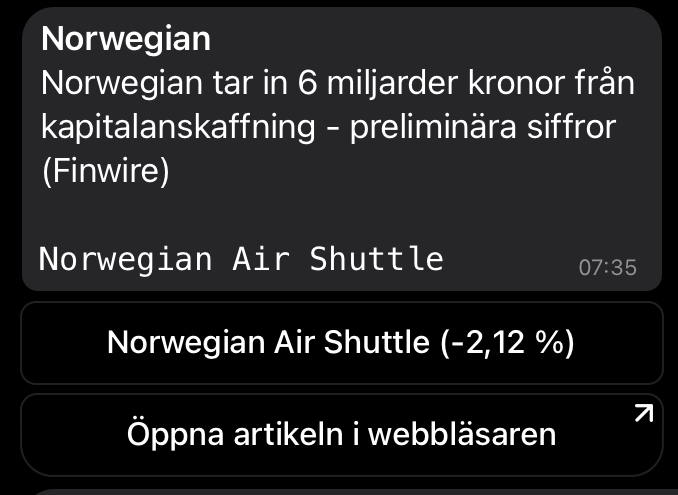 Norwegian
Norwegian tar in 6 miljarder kronor från
kapitalanskaffning - preliminära siffror
(Finwire)
Norwegian Air Shuttle
07:35
Norwegian Air Shuttle (-2,12 %)
Öppna artikeln i webbläsaren